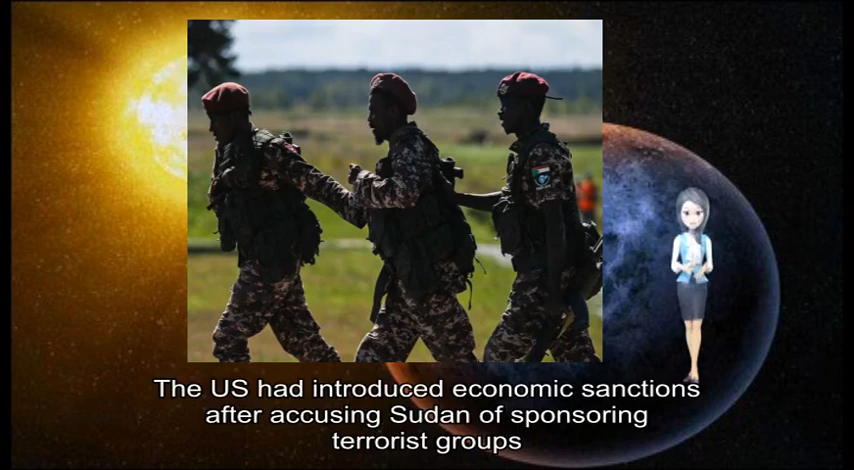 The US had introduced economic sanctions
after accusing Sudan of sponsoring
terrorist groups